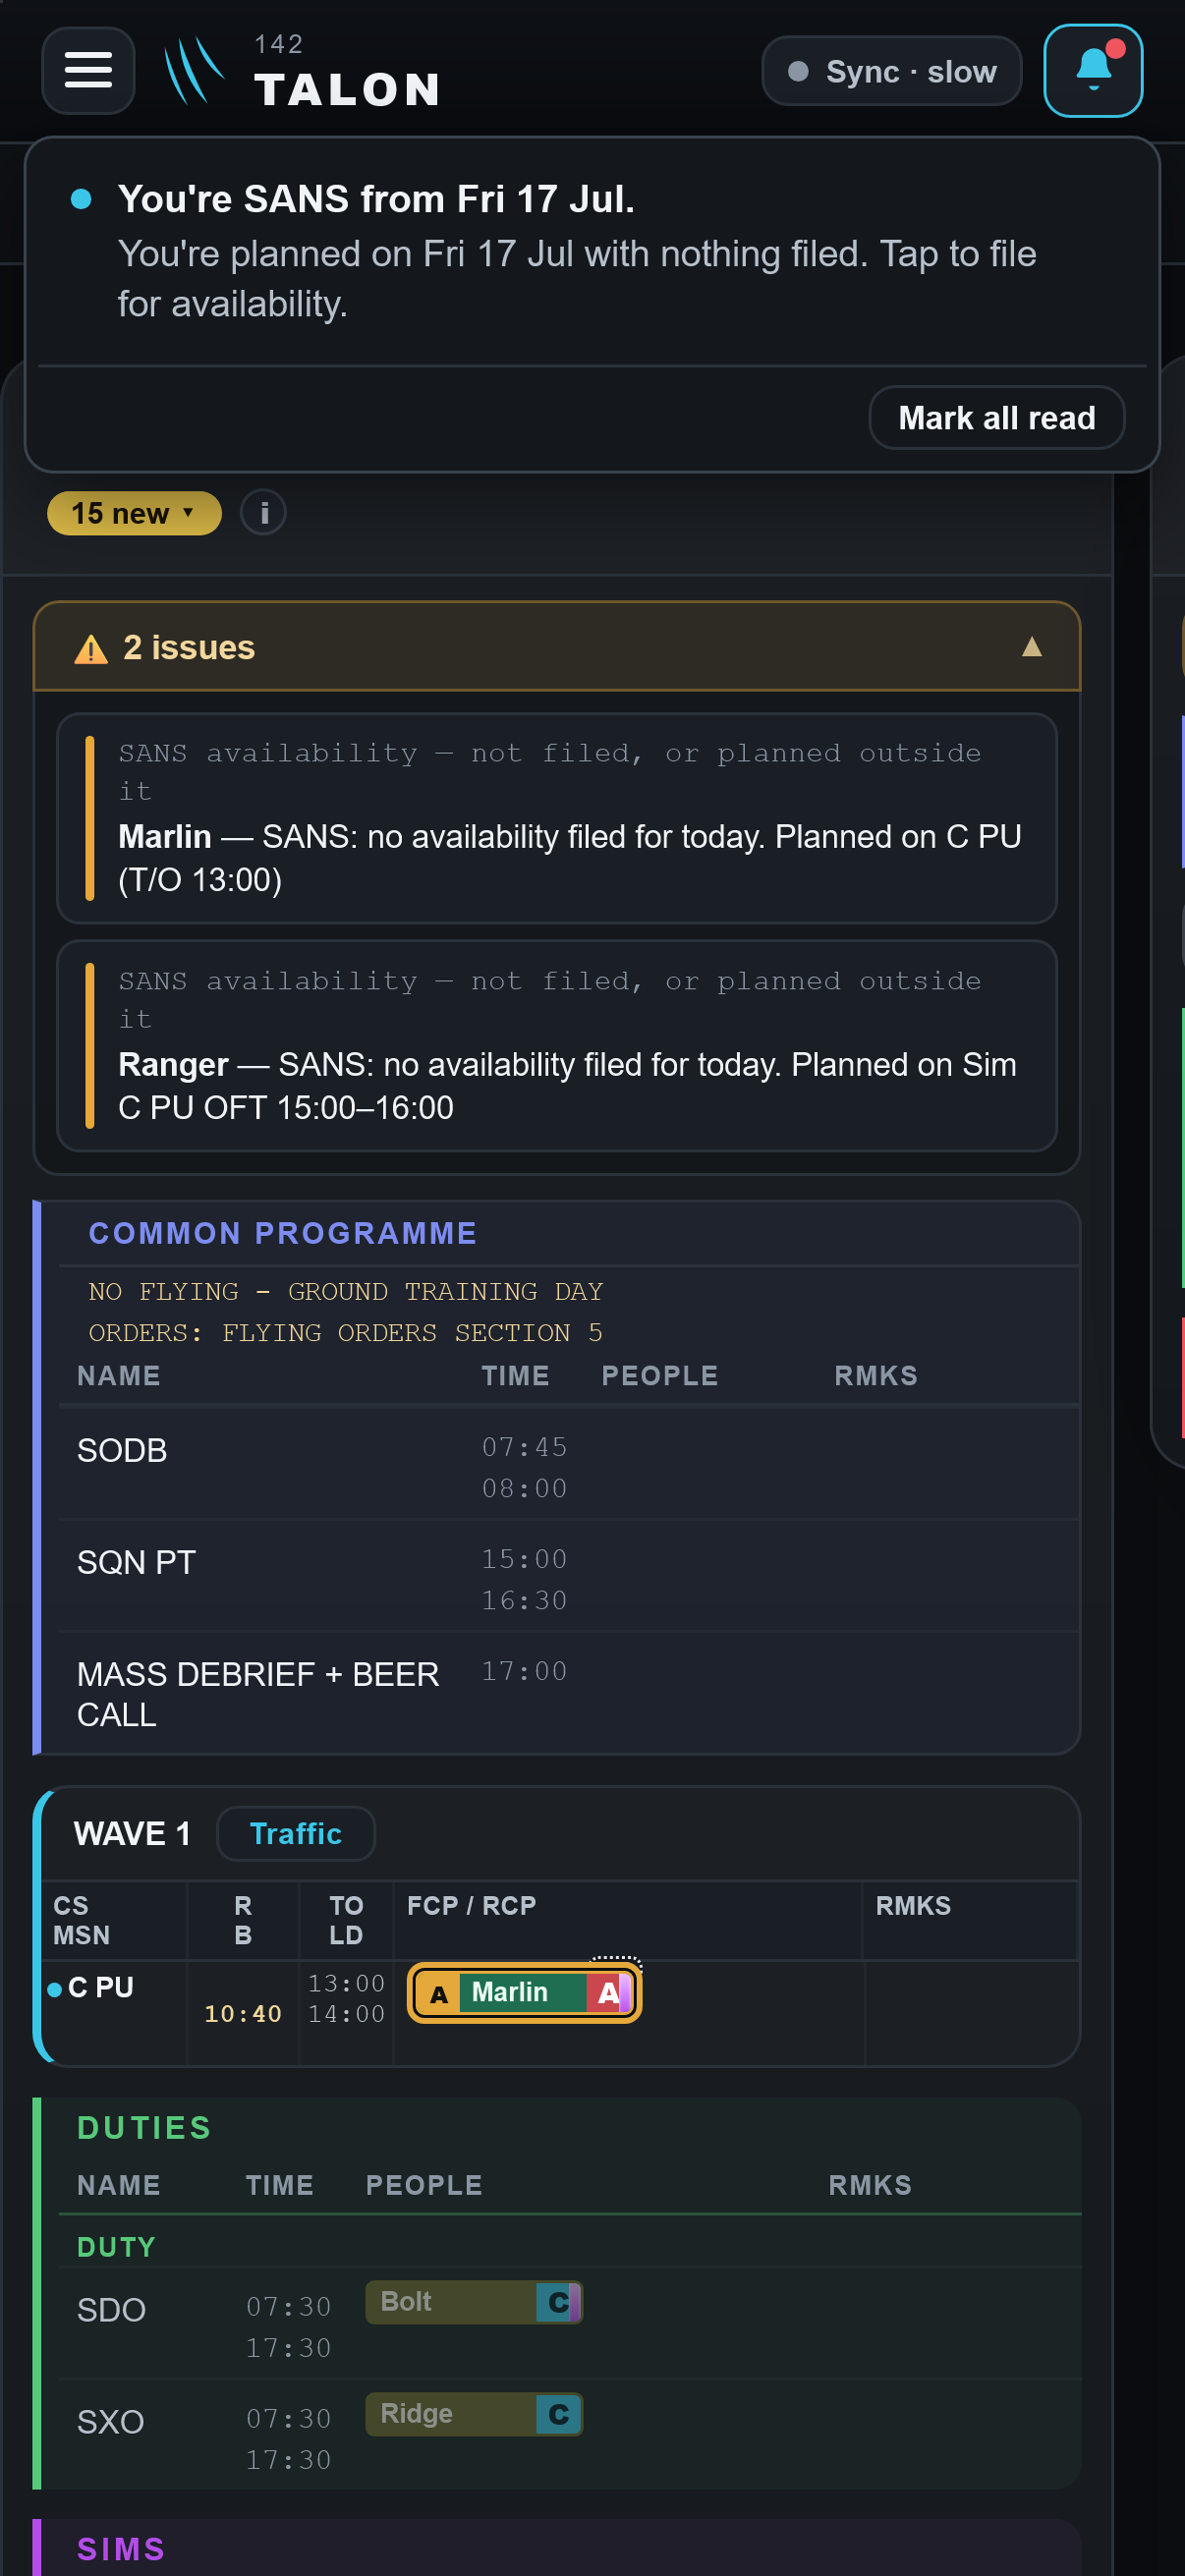 142
TALON
Sync · slow
You're SANS from Fri 17 Jul.
You're planned on Fri 17 Jul with nothing filed. Tap to file
for availability.
Mark all read
15 new ▾
i
2 issues ▲
SANS availability — not filed, or planned outside
it
Marlin — SANS: no availability filed for today. Planned on C PU
(T/O 13:00)
SANS availability — not filed, or planned outside
it
Ranger — SANS: no availability filed for today. Planned on Sim
C PU OFT 15:00–16:00
COMMON PROGRAMME
NO FLYING - GROUND TRAINING DAY
ORDERS: FLYING ORDERS SECTION 5
NAME TIME PEOPLE RMKS
SODB 07:45
08:00
SQN PT 15:00
16:30
MASS DEBRIEF + BEER 17:00
CALL
WAVE 1 Traffic
CS R TO FCP / RCP RMKS
MSN B LD
C PU 13:00 A Marlin A
10:40 14:00
DUTIES
NAME TIME PEOPLE RMKS
DUTY
SDO 07:30 Bolt C
17:30
SXO 07:30 Ridge C
17:30
SIMS